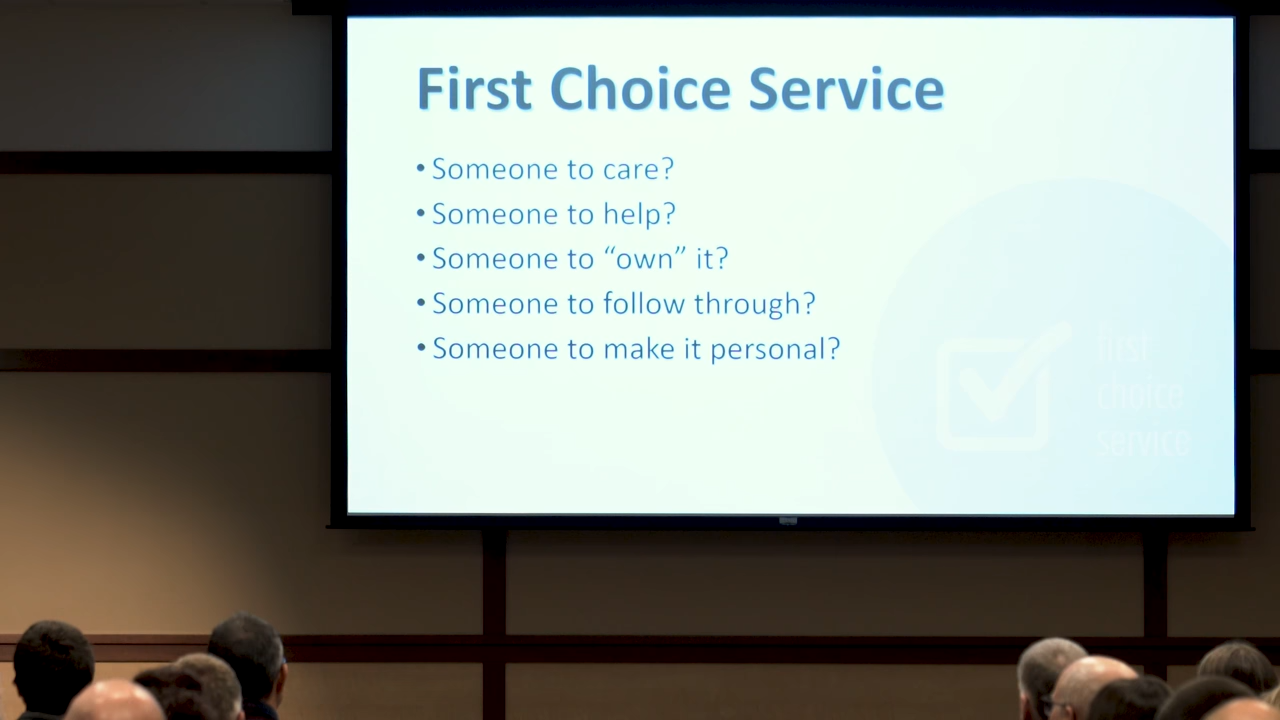 First Choice Service
• Someone to care?
• Someone to help?
• Someone to “own” it?
• Someone to follow through?
• Someone to make it personal?
first
choice
service